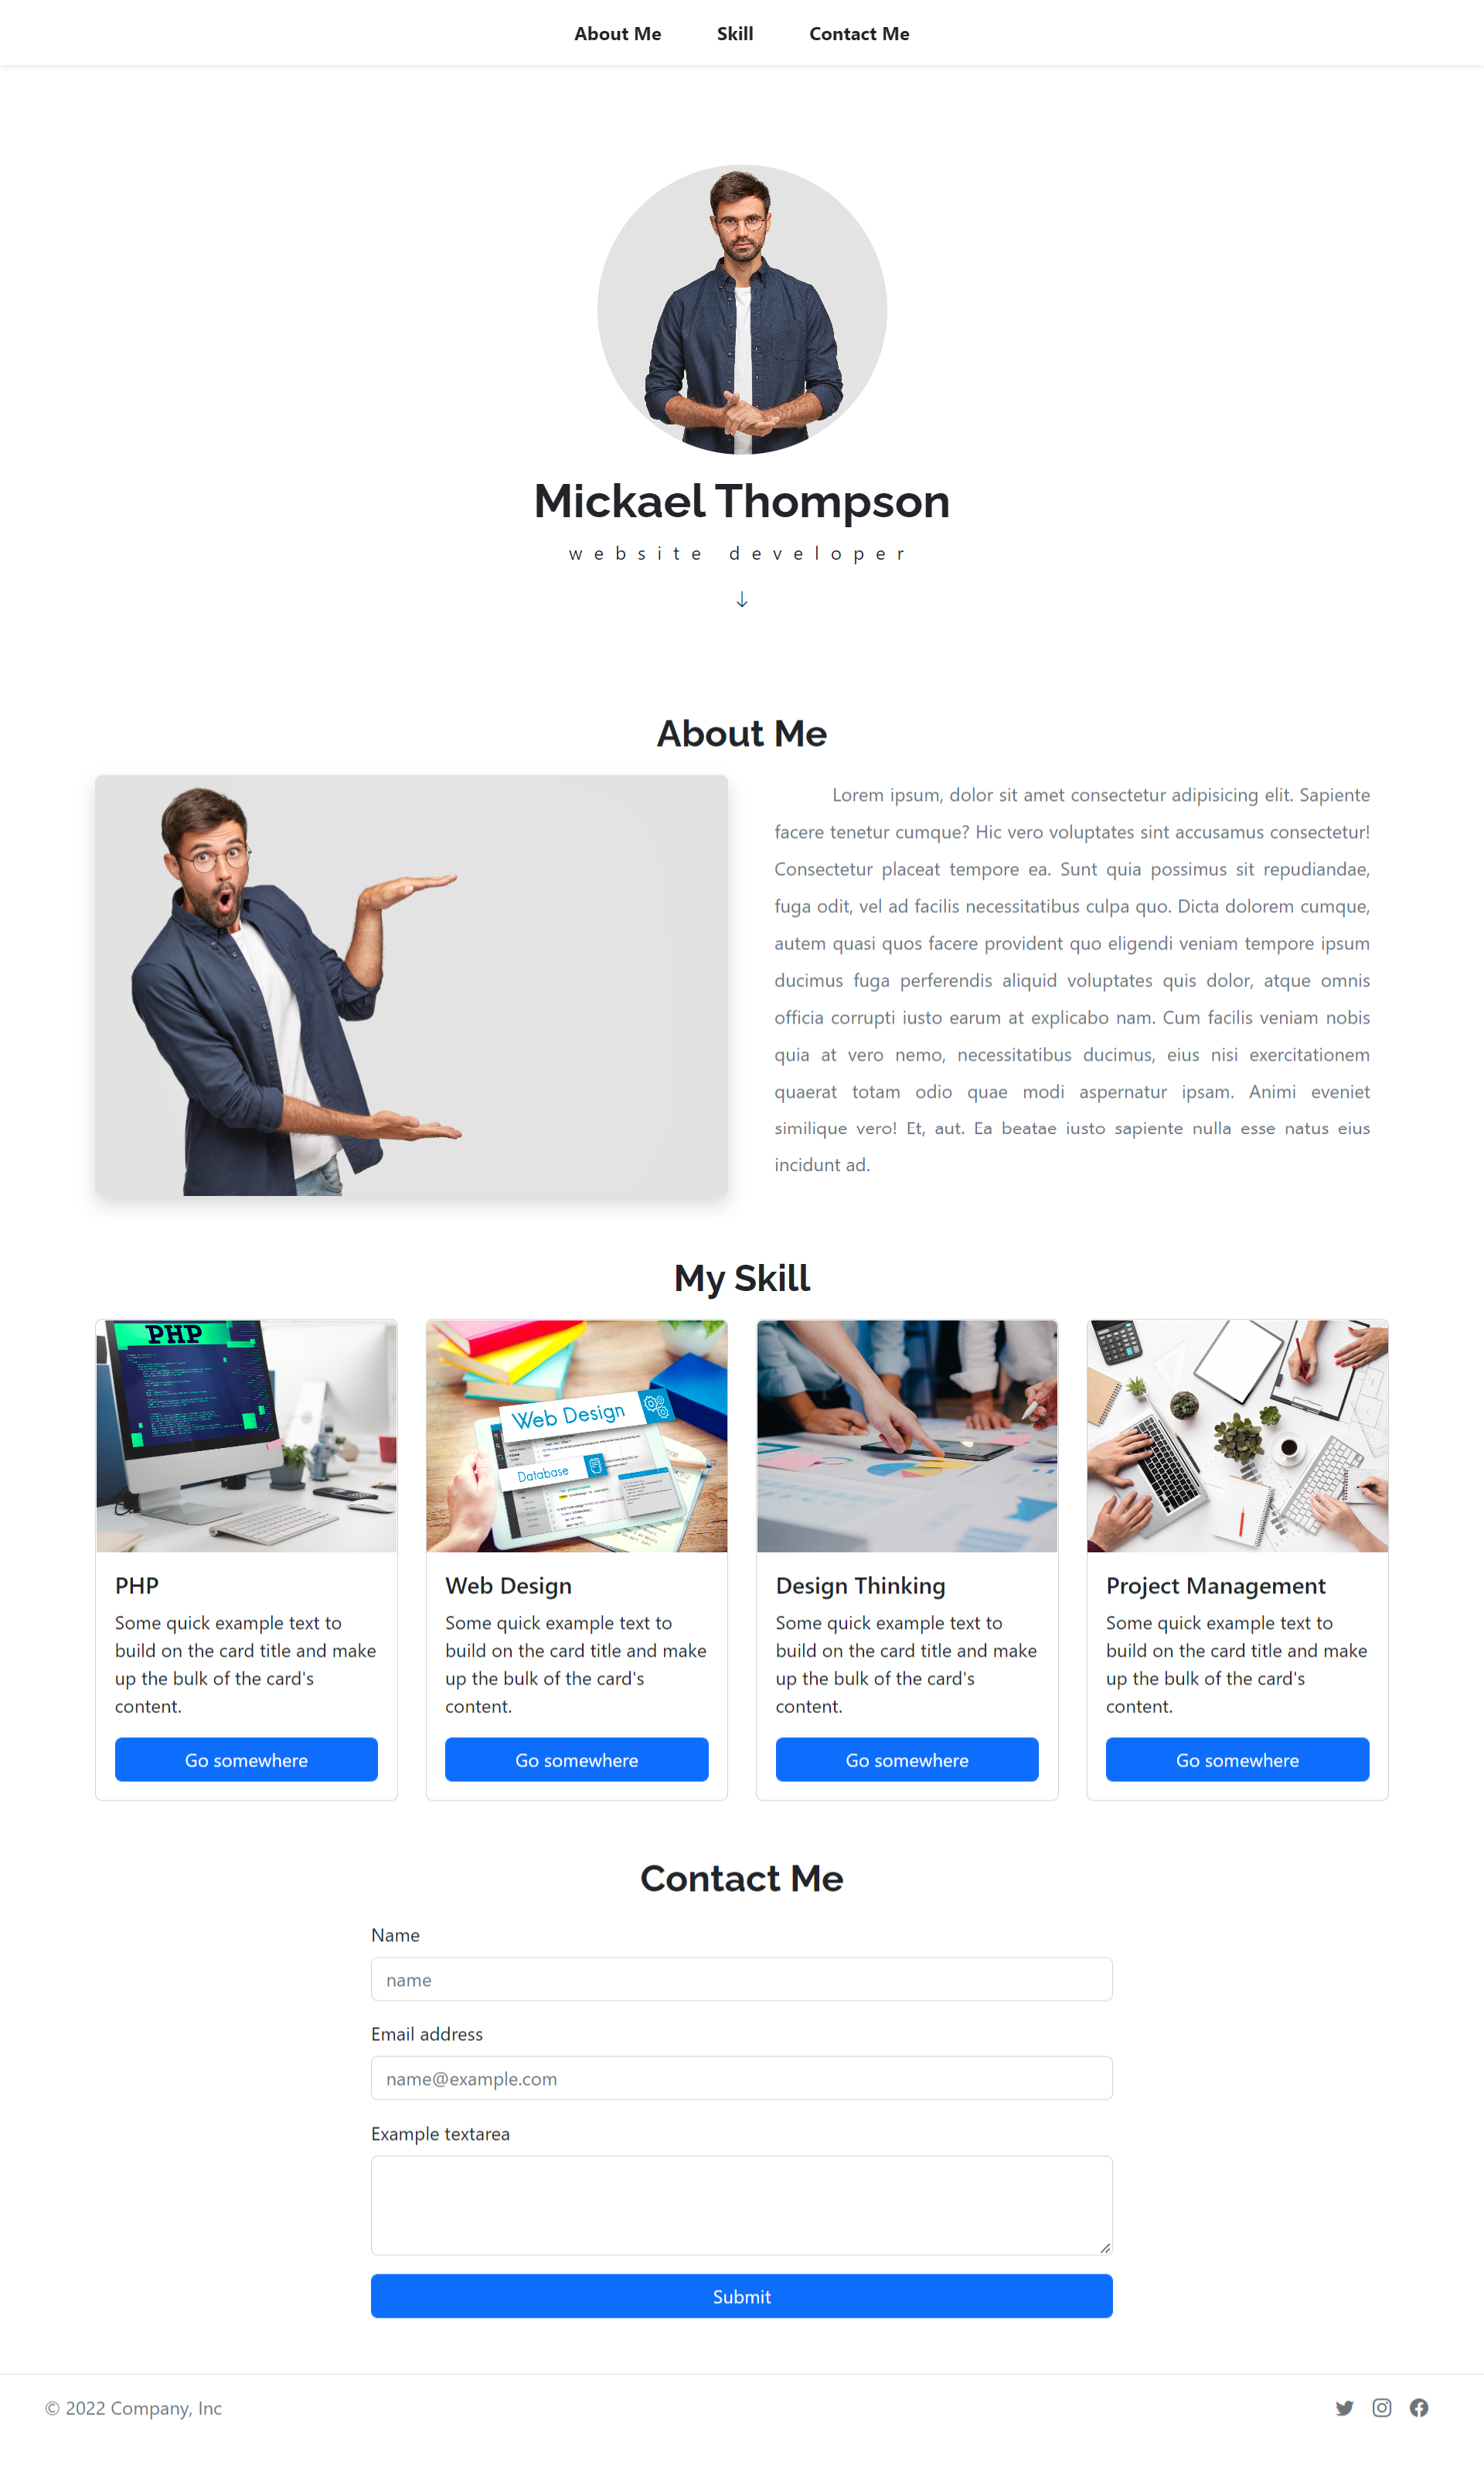 About Me Skill Contact Me
Mickael Thompson
website developer
About Me
Lorem ipsum, dolor sit amet consectetur adipisicing elit. Sapiente
facere tenetur cumque? Hic vero voluptates sint accusamus consectetur!
Consectetur placeat tempore ea. Sunt quia possimus sit repudiandae,
fuga odit, vel ad facilis necessitatibus culpa quo. Dicta dolorem cumque,
autem quasi quos facere provident quo eligendi veniam tempore ipsum
ducimus fuga perferendis aliquid voluptates quis dolor, atque omnis
officia corrupti iusto earum at explicabo nam. Cum facilis veniam nobis
quia at vero nemo, necessitatibus ducimus, eius nisi exercitationem
quaerat totam odio quae modi aspernatur ipsam. Animi eveniet
similique vero! Et, aut. Ea beatae iusto sapiente nulla esse natus eius
incidunt ad.
My Skill
PHP
Web Design
Database
PHP
Some quick example text to
build on the card title and make
up the bulk of the card's
content.
Go somewhere
Web Design
Some quick example text to
build on the card title and make
up the bulk of the card's
content.
Go somewhere
Design Thinking
Some quick example text to
build on the card title and make
up the bulk of the card's
content.
Go somewhere
Project Management
Some quick example text to
build on the card title and make
up the bulk of the card's
content.
Go somewhere
Contact Me
Name
name
Email address
name@example.com
Example textarea
Submit
© 2022 Company, Inc